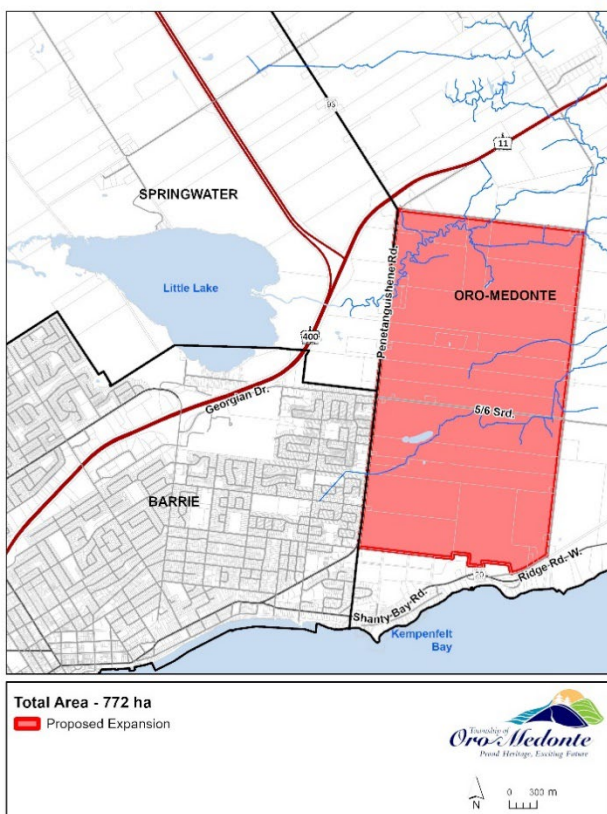 93
11
SPRINGWATER
Little Lake
ORO-MEDONTE
Penetanguishene Rd.
400
Georgian Dr.
5/6 Srd.
BARRIE
20
Ridge Rd. W.
Shanty Bay Rd.
Kempenfelt
Bay
Total Area - 772 ha
Proposed Expansion
Township of
Oro-Medonte
Proud Heritage, Exciting Future
N
0 300 m